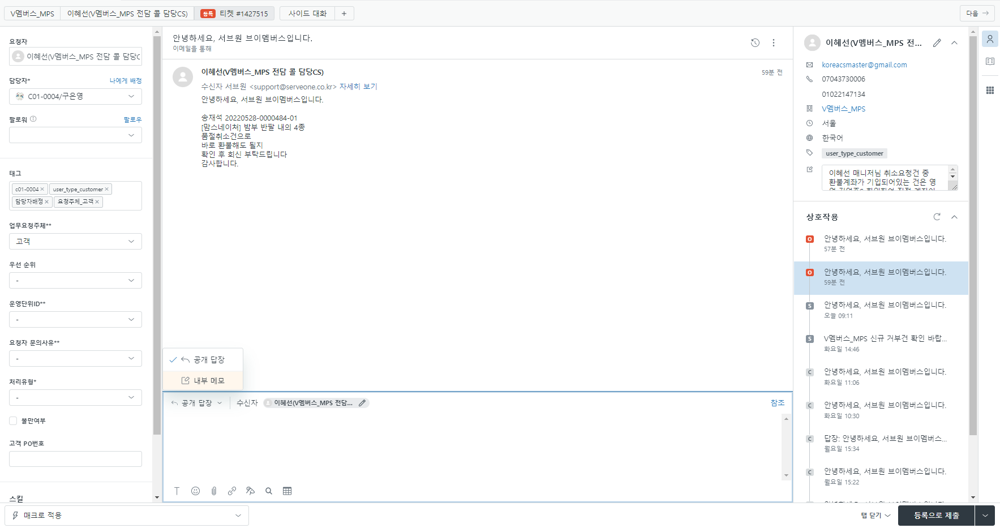 V멤버스_MPS
이혜선(V멤버스_MPS 전담 콜 담당CS)
등록 티켓 #1427515
사이드 대화
+
다음
요청자
이혜선(V멤버스_MPS 전담 콜 담당C
담당자*
나에게 배정
C01-0004/구은영
팔로워
팔로우
태그
c01-0004 ×
user_type_customer ×
담당자배정 ×
요청주체_고객 ×
업무요청주체**
고객
우선 순위
-
운영단위ID**
-
요청자 문의사유**
-
처리유형*
-
불만여부
고객 PO번호
스킬
매크로 적용
안녕하세요, 서브원 브이멤버스입니다.
이메일을 통해
이혜선(V멤버스_MPS 전담 콜 담당CS)
59분 전
수신자 서브원 <support@serveone.co.kr> 자세히 보기
안녕하세요, 서브원 브이멤버스입니다.
송재석 20220528-0000484-01
[맘스네이처] 밤부 반팔 내의 4종
품절취소건으로
바로 환불해도 될지
확인 후 회신 부탁드립니다
감사합니다.
공개 답장
내부 메모
공개 답장
수신자
이혜선(V멤버스_MPS 전담...
참조
이혜선(V멤버스_MPS 전...
koreacsmaster@gmail.com
07043730006
01022147134
V멤버스_MPS
서울
한국어
user_type_customer
이혜선 매니저님 취소요청건 중
환불계좌가 기입되어있는 건은 영
상호작용
O 안녕하세요, 서브원 브이멤버스입니다.
57분 전
O 안녕하세요, 서브원 브이멤버스입니다.
59분 전
S 안녕하세요, 서브원 브이멤버스입니다.
오늘 09:11
S V멤버스_MPS 신규 거부건 확인 바랍...
화요일 14:46
C 안녕하세요, 서브원 브이멤버스입니다.
화요일 11:06
C 안녕하세요, 서브원 브이멤버스입니다.
화요일 10:30
C 답장: 안녕하세요, 서브원 브이멤버스...
월요일 15:34
C 안녕하세요, 서브원 브이멤버스입니다.
월요일 15:22
탭 닫기
등록으로 제출